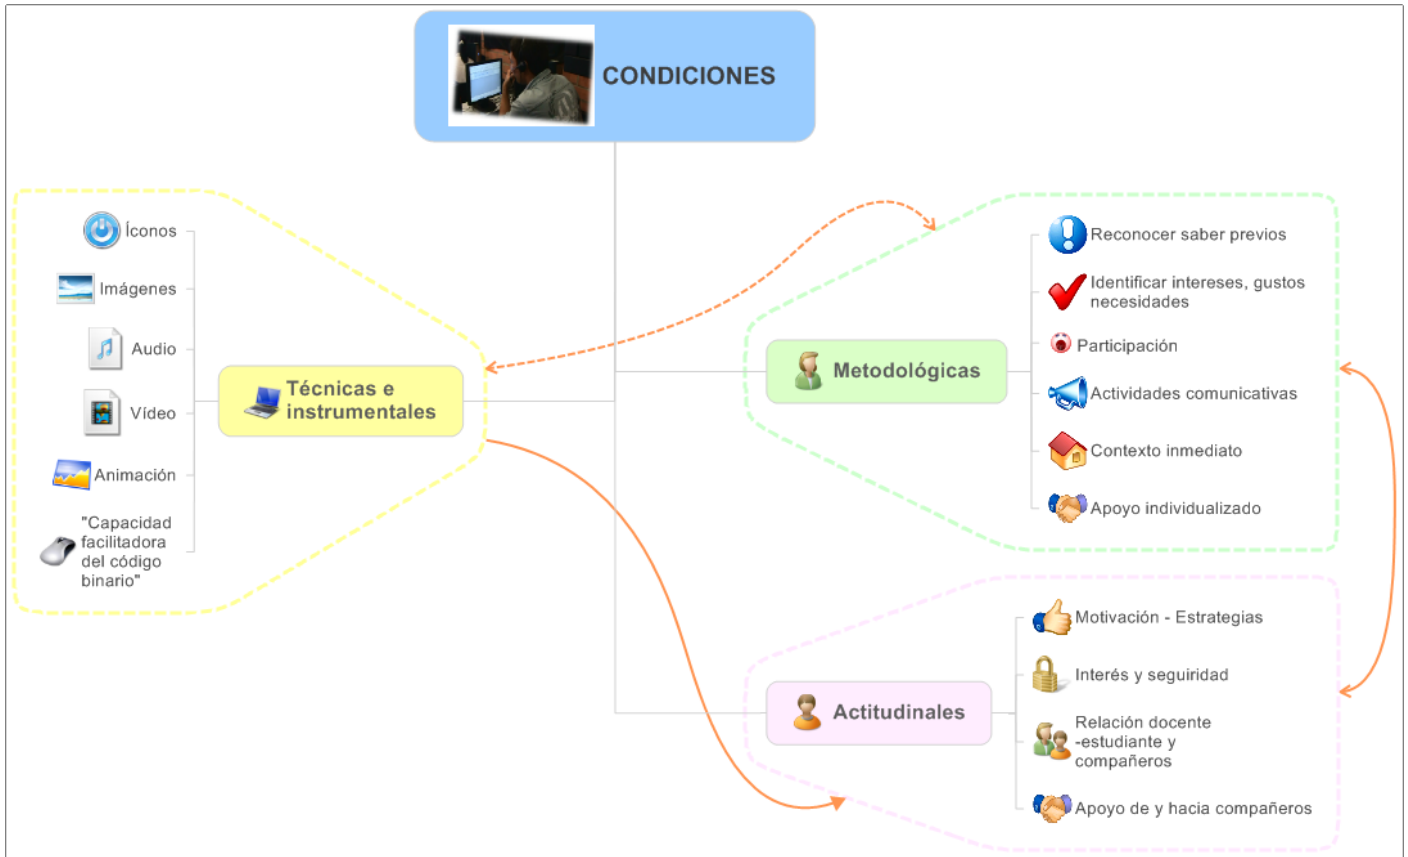 CONDICIONES
Íconos
Imágenes
Audio
Vídeo
Animación
"Capacidad
facilitadora
del código
binario"
Técnicas e
instrumentales
Metodológicas
Reconocer saber previos
Identificar intereses, gustos
necesidades
Participación
Actividades comunicativas
Contexto inmediato
Apoyo individualizado
Actitudinales
Motivación - Estrategias
Interés y seguiridad
Relación docente
-estudiante y
compañeros
Apoyo de y hacia compañeros